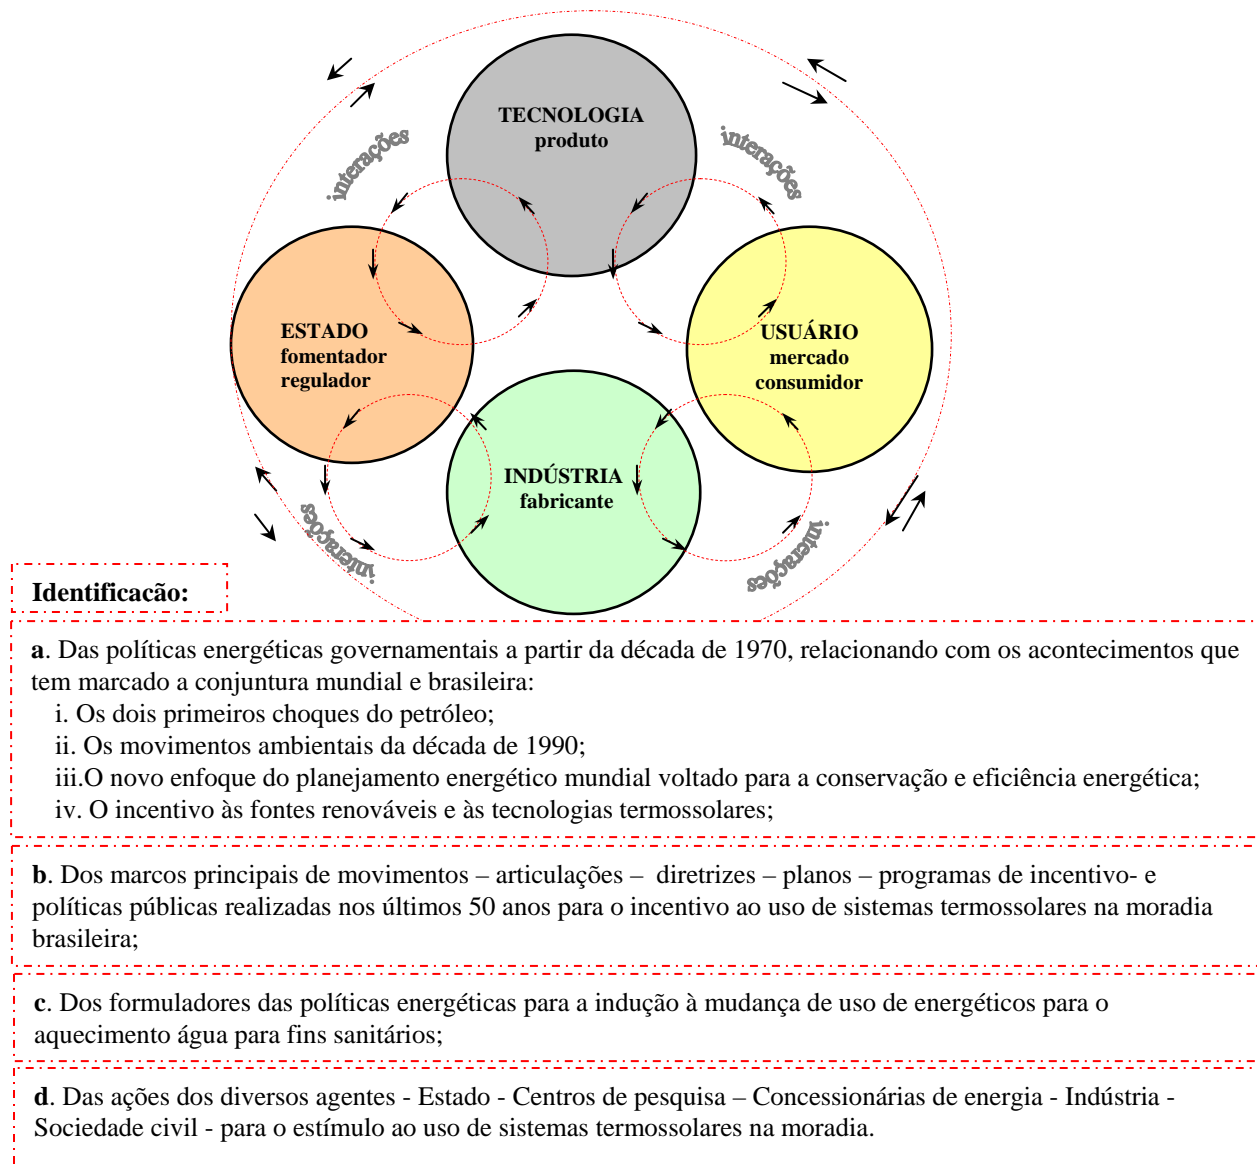 TECNOLOGIA
produto
interações
interações
ESTADO
fomentador
regulador
USUÁRIO
mercado
consumidor
INDÚSTRIA
fabricante
interações
interações
Identificacão:
a. Das políticas energéticas governamentais a partir da década de 1970, relacionando com os acontecimentos que
tem marcado a conjuntura mundial e brasileira:
i. Os dois primeiros choques do petróleo;
ii. Os movimentos ambientais da década de 1990;
iii.O novo enfoque do planejamento energético mundial voltado para a conservação e eficiência energética;
iv. O incentivo às fontes renováveis e às tecnologias termossolares;
b. Dos marcos principais de movimentos – articulações – diretrizes – planos – programas de incentivo- e
políticas públicas realizadas nos últimos 50 anos para o incentivo ao uso de sistemas termossolares na moradia
brasileira;
c. Dos formuladores das políticas energéticas para a indução à mudança de uso de energéticos para o
aquecimento água para fins sanitários;
d. Das ações dos diversos agentes - Estado - Centros de pesquisa – Concessionárias de energia - Indústria -
Sociedade civil - para o estímulo ao uso de sistemas termossolares na moradia.